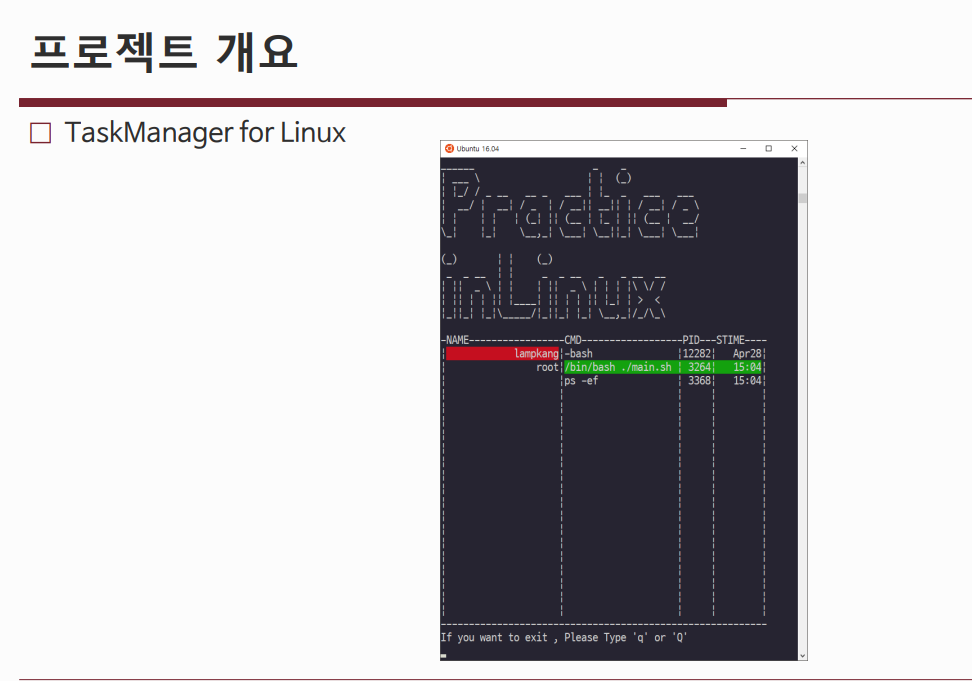 프로젝트 개요
TaskManager for Linux
Ubuntu 16.04
Practice
inLinux
-NAME-----------------CMD------------------PID---STIME----
lampkang|-bash |12282| Apr28|
root|/bin/bash ./main.sh | 3264| 15:04|
|ps -ef | 3368| 15:04|
If you want to exit , Please Type 'q' or 'Q'